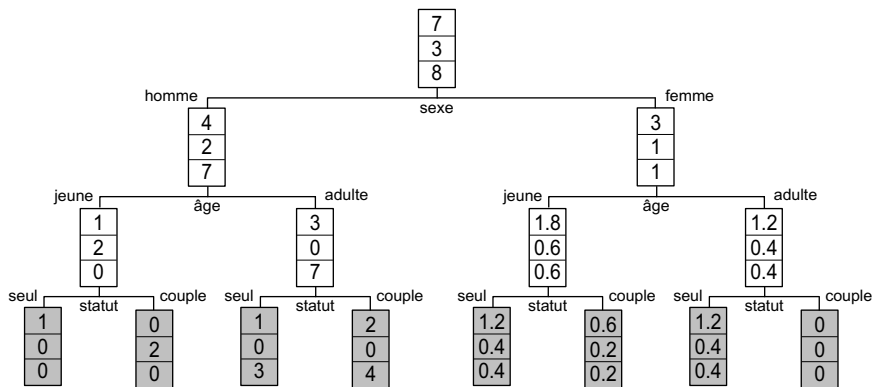 7
3
8
homme femme
sexe
4 3
2 1
7 1
jeune adulte jeune adulte
âge âge
1 3 1.8 1.2
2 0 0.6 0.4
0 7 0.6 0.4
seul couple seul couple seul couple seul couple
statut statut statut statut
1 0 1 2 1.2 0.6 1.2 0
0 2 0 0 0.4 0.2 0.4 0
0 0 3 4 0.4 0.2 0.4 0